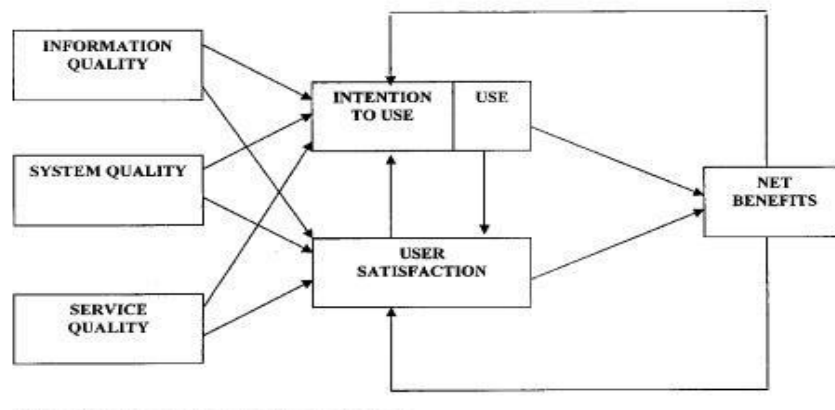 INFORMATION
QUALITY
SYSTEM QUALITY
SERVICE
QUALITY
INTENTION
TO USE
USE
USER
SATISFACTION
NET
BENEFITS